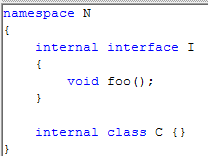 namespace N
{
    internal interface I
    {
        void foo();
    }

    internal class C {}
}